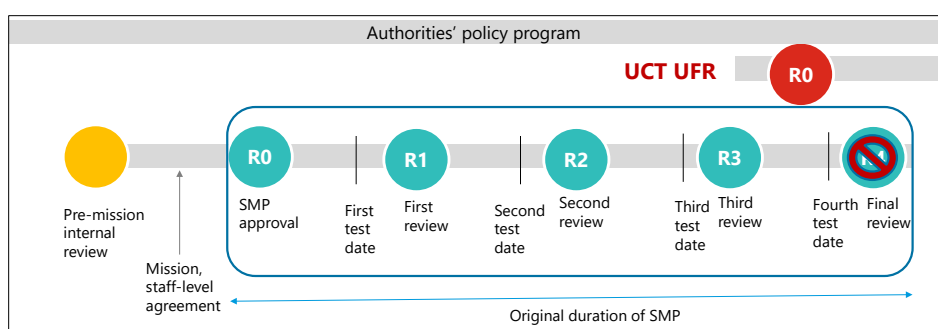 Authorities' policy program
UCT UFR
R0
R0
R1
R2
R3
Pre-mission
internal
review
Mission,
staff-level
agreement
SMP
approval
First
test
date
First
review
Second
test
date
Second
review
Third
test
date
Third
review
Fourth
test
date
Final
review
Original duration of SMP